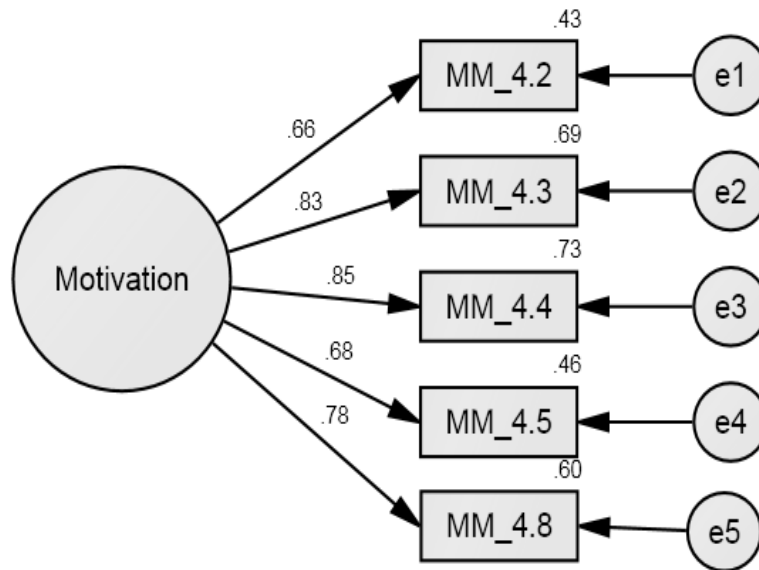 .43
MM_4.2
e1
.66
.69
MM_4.3
e2
.83
.73
Motivation
.85
MM_4.4
e3
.68
.46
MM_4.5
e4
.78
.60
MM_4.8
e5